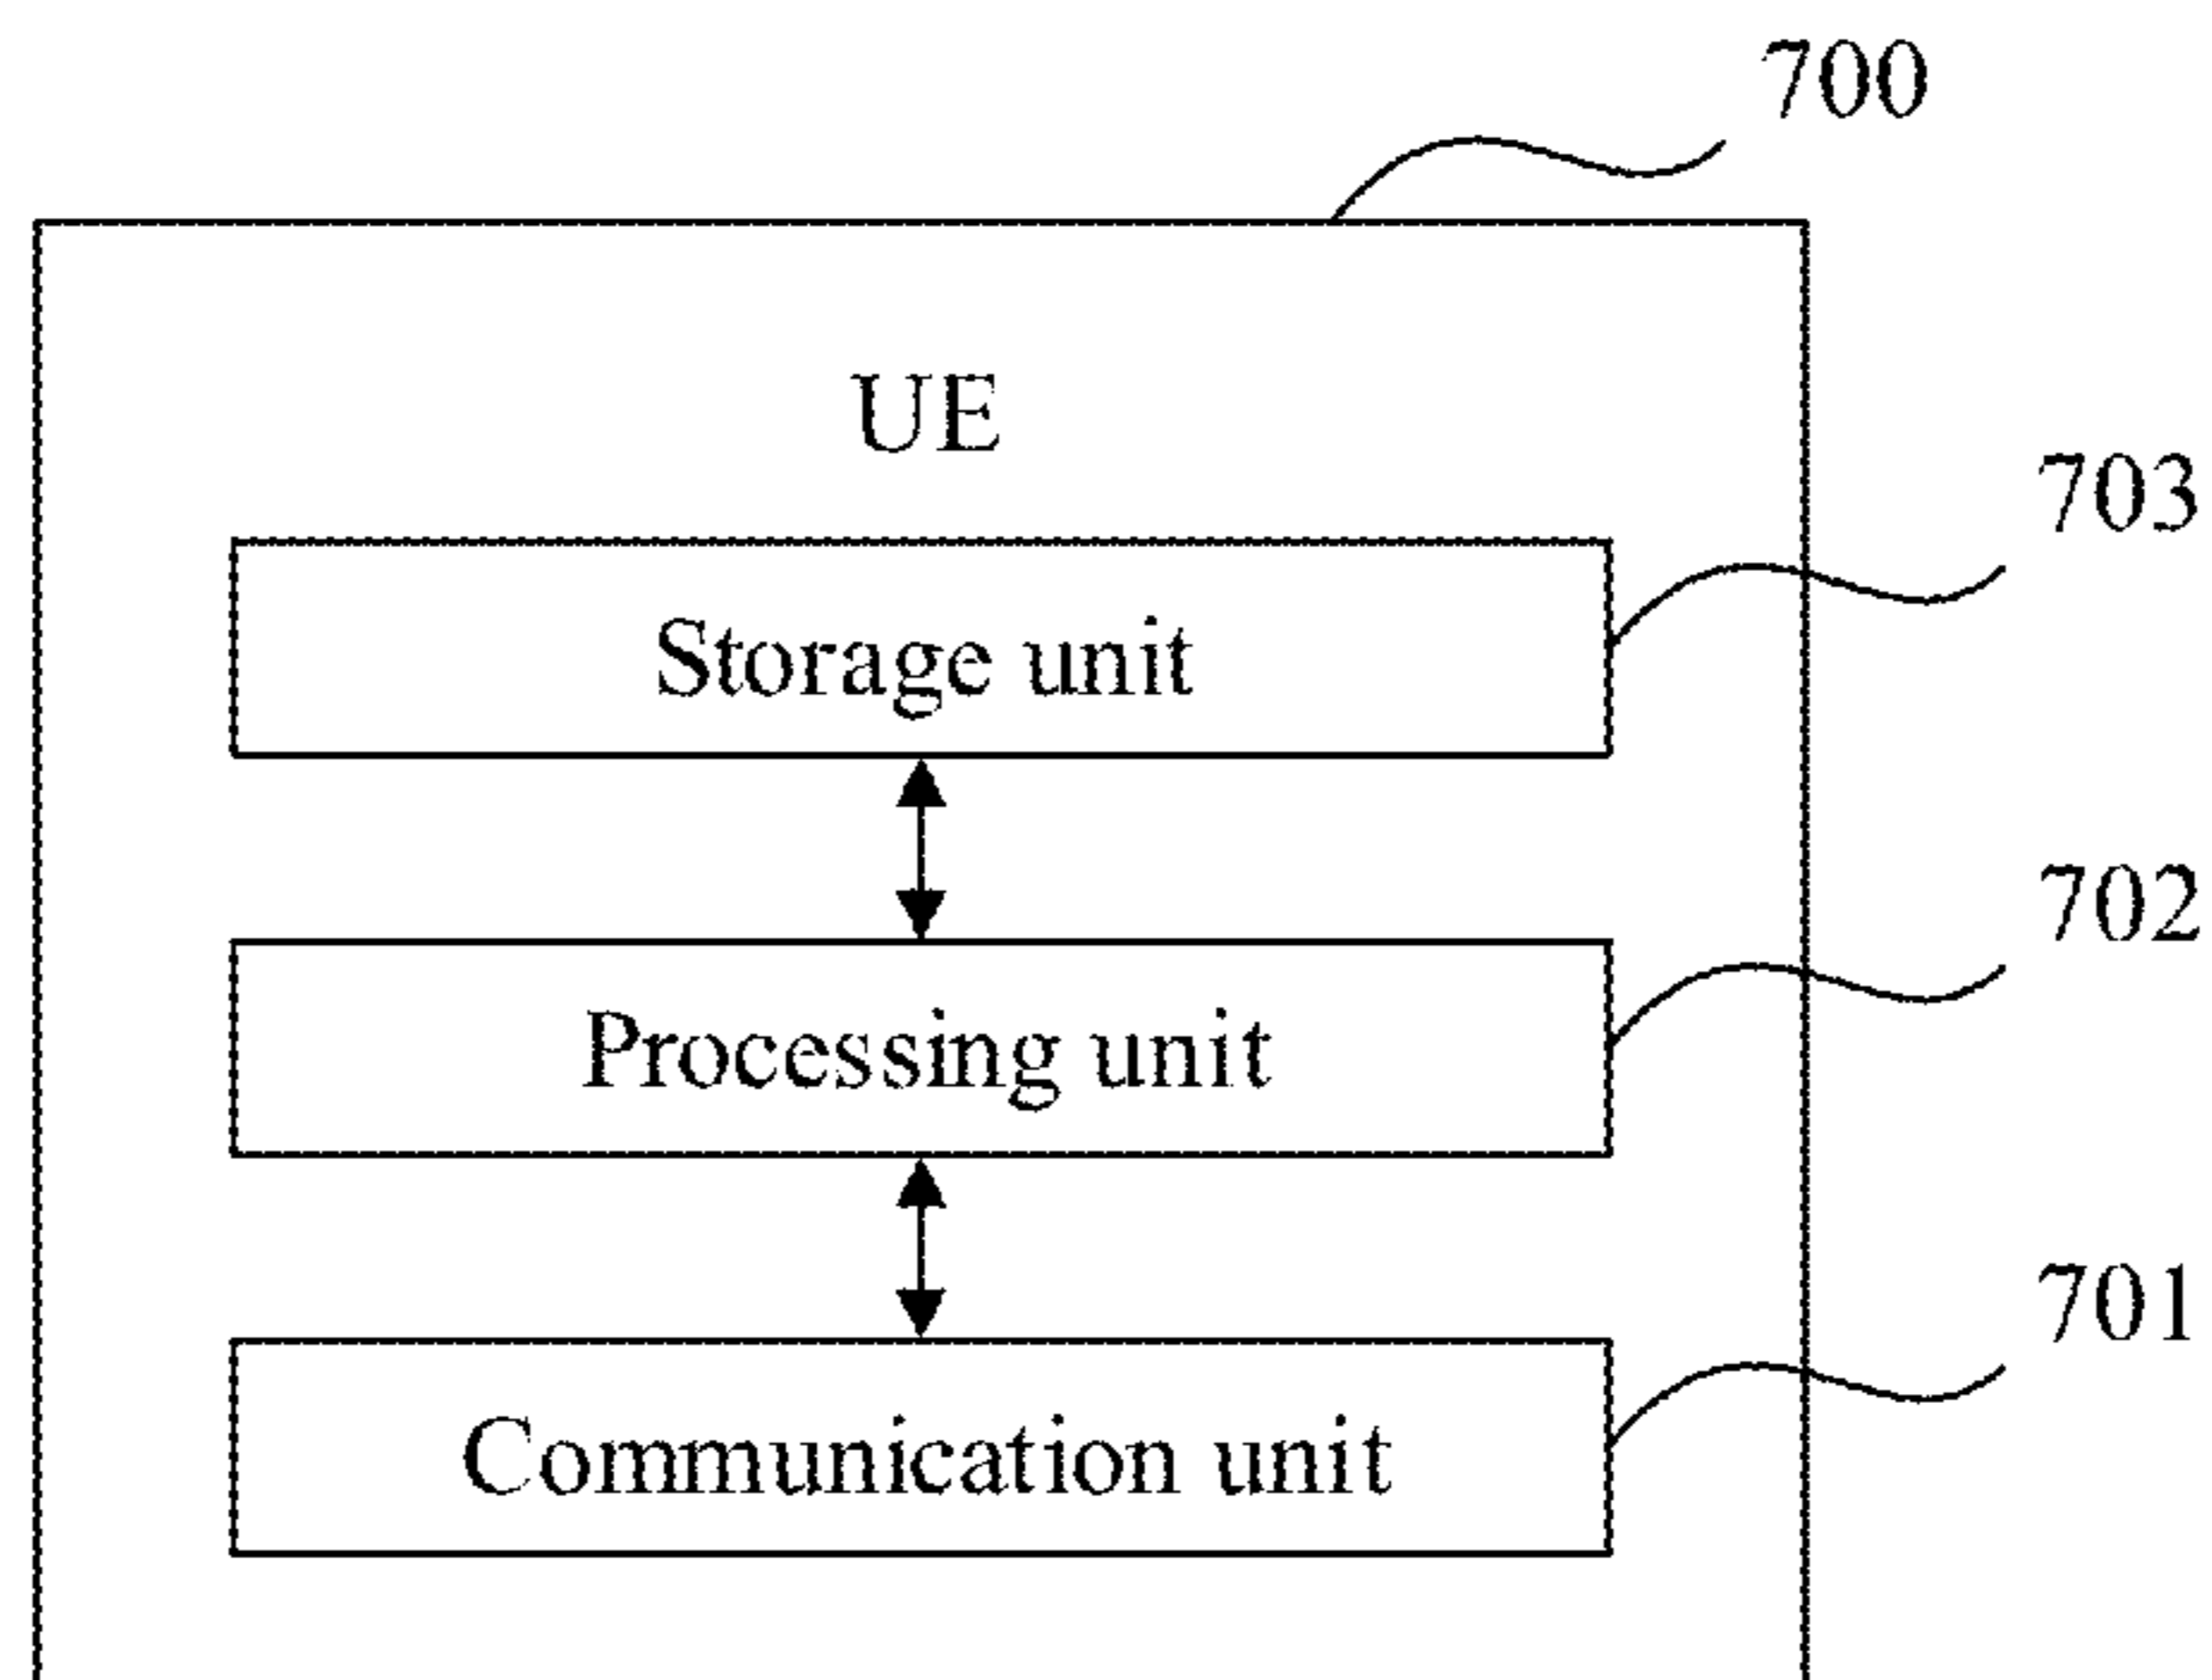 700
UE
703
Storage unit
702
Processing unit
701
Communication unit